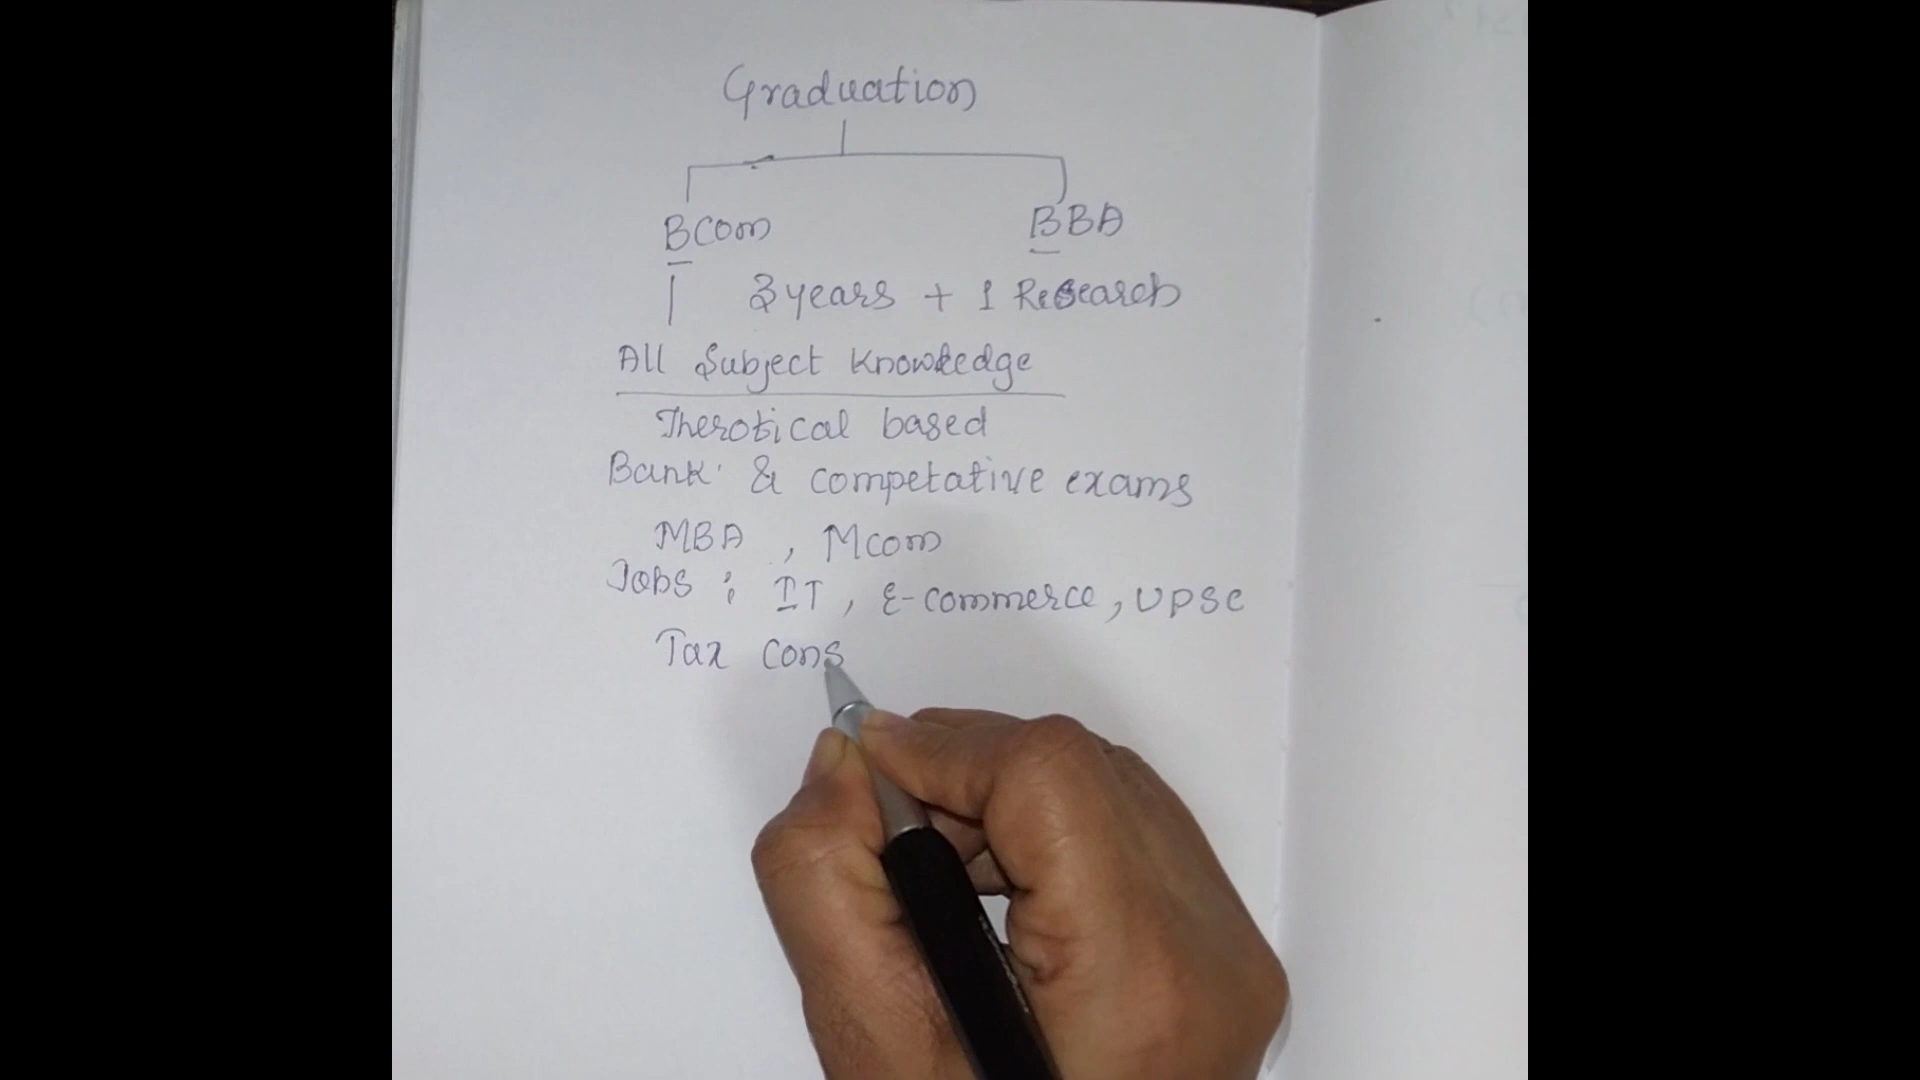 Graduation
Bcom BBA
3 years + 1 Research
All Subject Knowledge
Therotical based
Bank & competative exams
MBA , Mcom
Jobs : IT , E-commerce , UPSC
Tax Cons